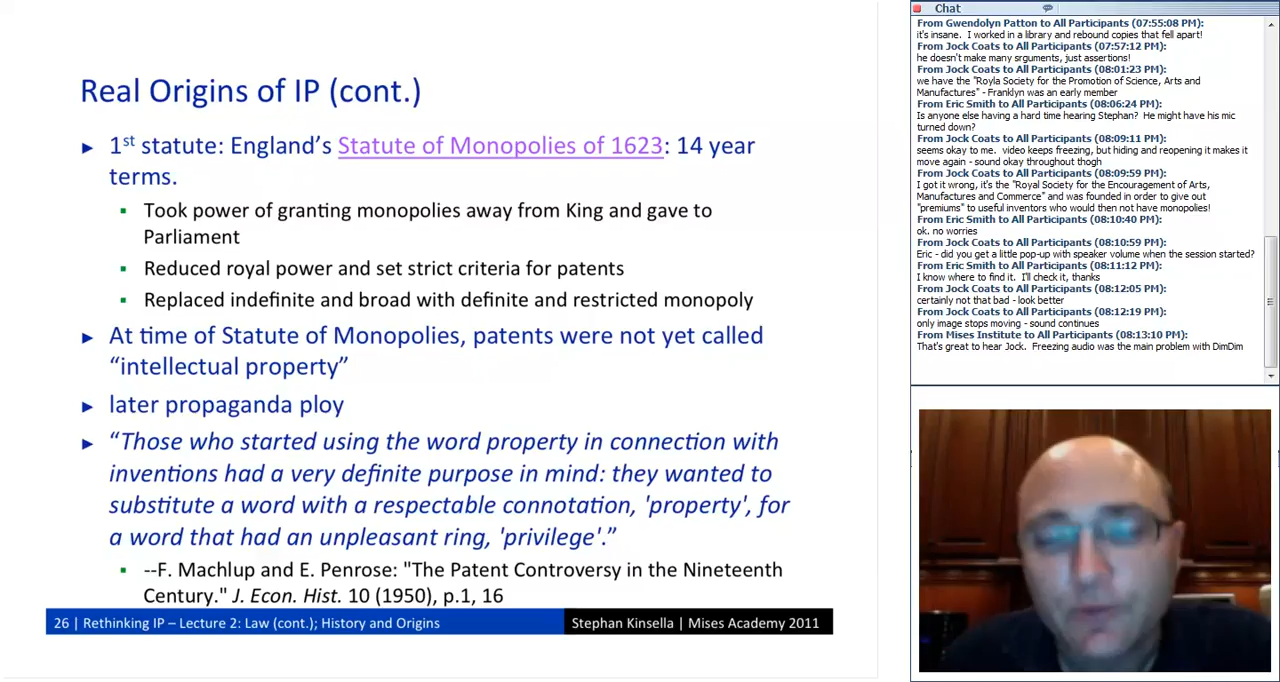 Real Origins of IP (cont.)
► 1st statute: England's Statute of Monopolies of 1623: 14 year
terms.
▪ Took power of granting monopolies away from King and gave to
Parliament
▪ Reduced royal power and set strict criteria for patents
▪ Replaced indefinite and broad with definite and restricted monopoly
► At time of Statute of Monopolies, patents were not yet called
“intellectual property”
► later propaganda ploy
► “Those who started using the word property in connection with
inventions had a very definite purpose in mind: they wanted to
substitute a word with a respectable connotation, 'property', for
a word that had an unpleasant ring, 'privilege'.”
▪ --F. Machlup and E. Penrose: "The Patent Controversy in the Nineteenth
Century." J. Econ. Hist. 10 (1950), p.1, 16
26 | Rethinking IP – Lecture 2: Law (cont.); History and Origins
Stephan Kinsella | Mises Academy 2011
Chat
From Gwendolyn Patton to All Participants (07:55:08 PM):
it's insane. I worked in a library and rebound copies that fell apart!
From Jock Coats to All Participants (07:57:12 PM):
he doesn't make many srguments, just assertions!
From Jock Coats to All Participants (08:01:23 PM):
we have the "Royla Society for the Promotion of Science, Arts and
Manufactures" - Franklyn was an early member
From Eric Smith to All Participants (08:06:24 PM):
Is anyone else having a hard time hearing Stephan? He might have his mic
turned down?
From Jock Coats to All Participants (08:09:11 PM):
seems okay to me. video keeps freezing, but hiding and reopening it makes it
move again - sound okay throughout thogh
From Jock Coats to All Participants (08:09:59 PM):
I got it wrong, it's the "Royal Society for the Encouragement of Arts,
Manufactures and Commerce" and was founded in order to give out
"premiums" to useful inventors who would then not have monopolies!
From Eric Smith to All Participants (08:10:40 PM):
ok. no worries
From Jock Coats to All Participants (08:10:59 PM):
Eric - did you get a little pop-up with speaker volume when the session started?
From Eric Smith to All Participants (08:11:12 PM):
I know where to find it. I'll check it, thanks
From Jock Coats to All Participants (08:12:05 PM):
certainly not that bad - look better
From Jock Coats to All Participants (08:12:19 PM):
only image stops moving - sound continues
From Mises Institute to All Participants (08:13:10 PM):
That's great to hear Jock. Freezing audio was the main problem with DimDim